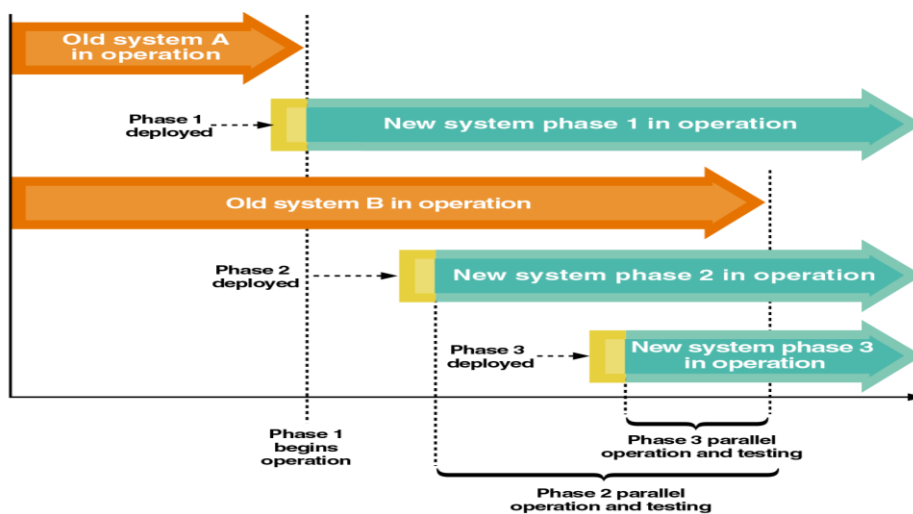 Old system A
in operation
Phase 1
deployed
New system phase 1 in operation
Old system B in operation
Phase 2
deployed
New system phase 2 in operation
Phase 3
deployed
New system phase 3
in operation
Phase 1
begins
operation
Phase 3 parallel
operation and testing
Phase 2 parallel
operation and testing